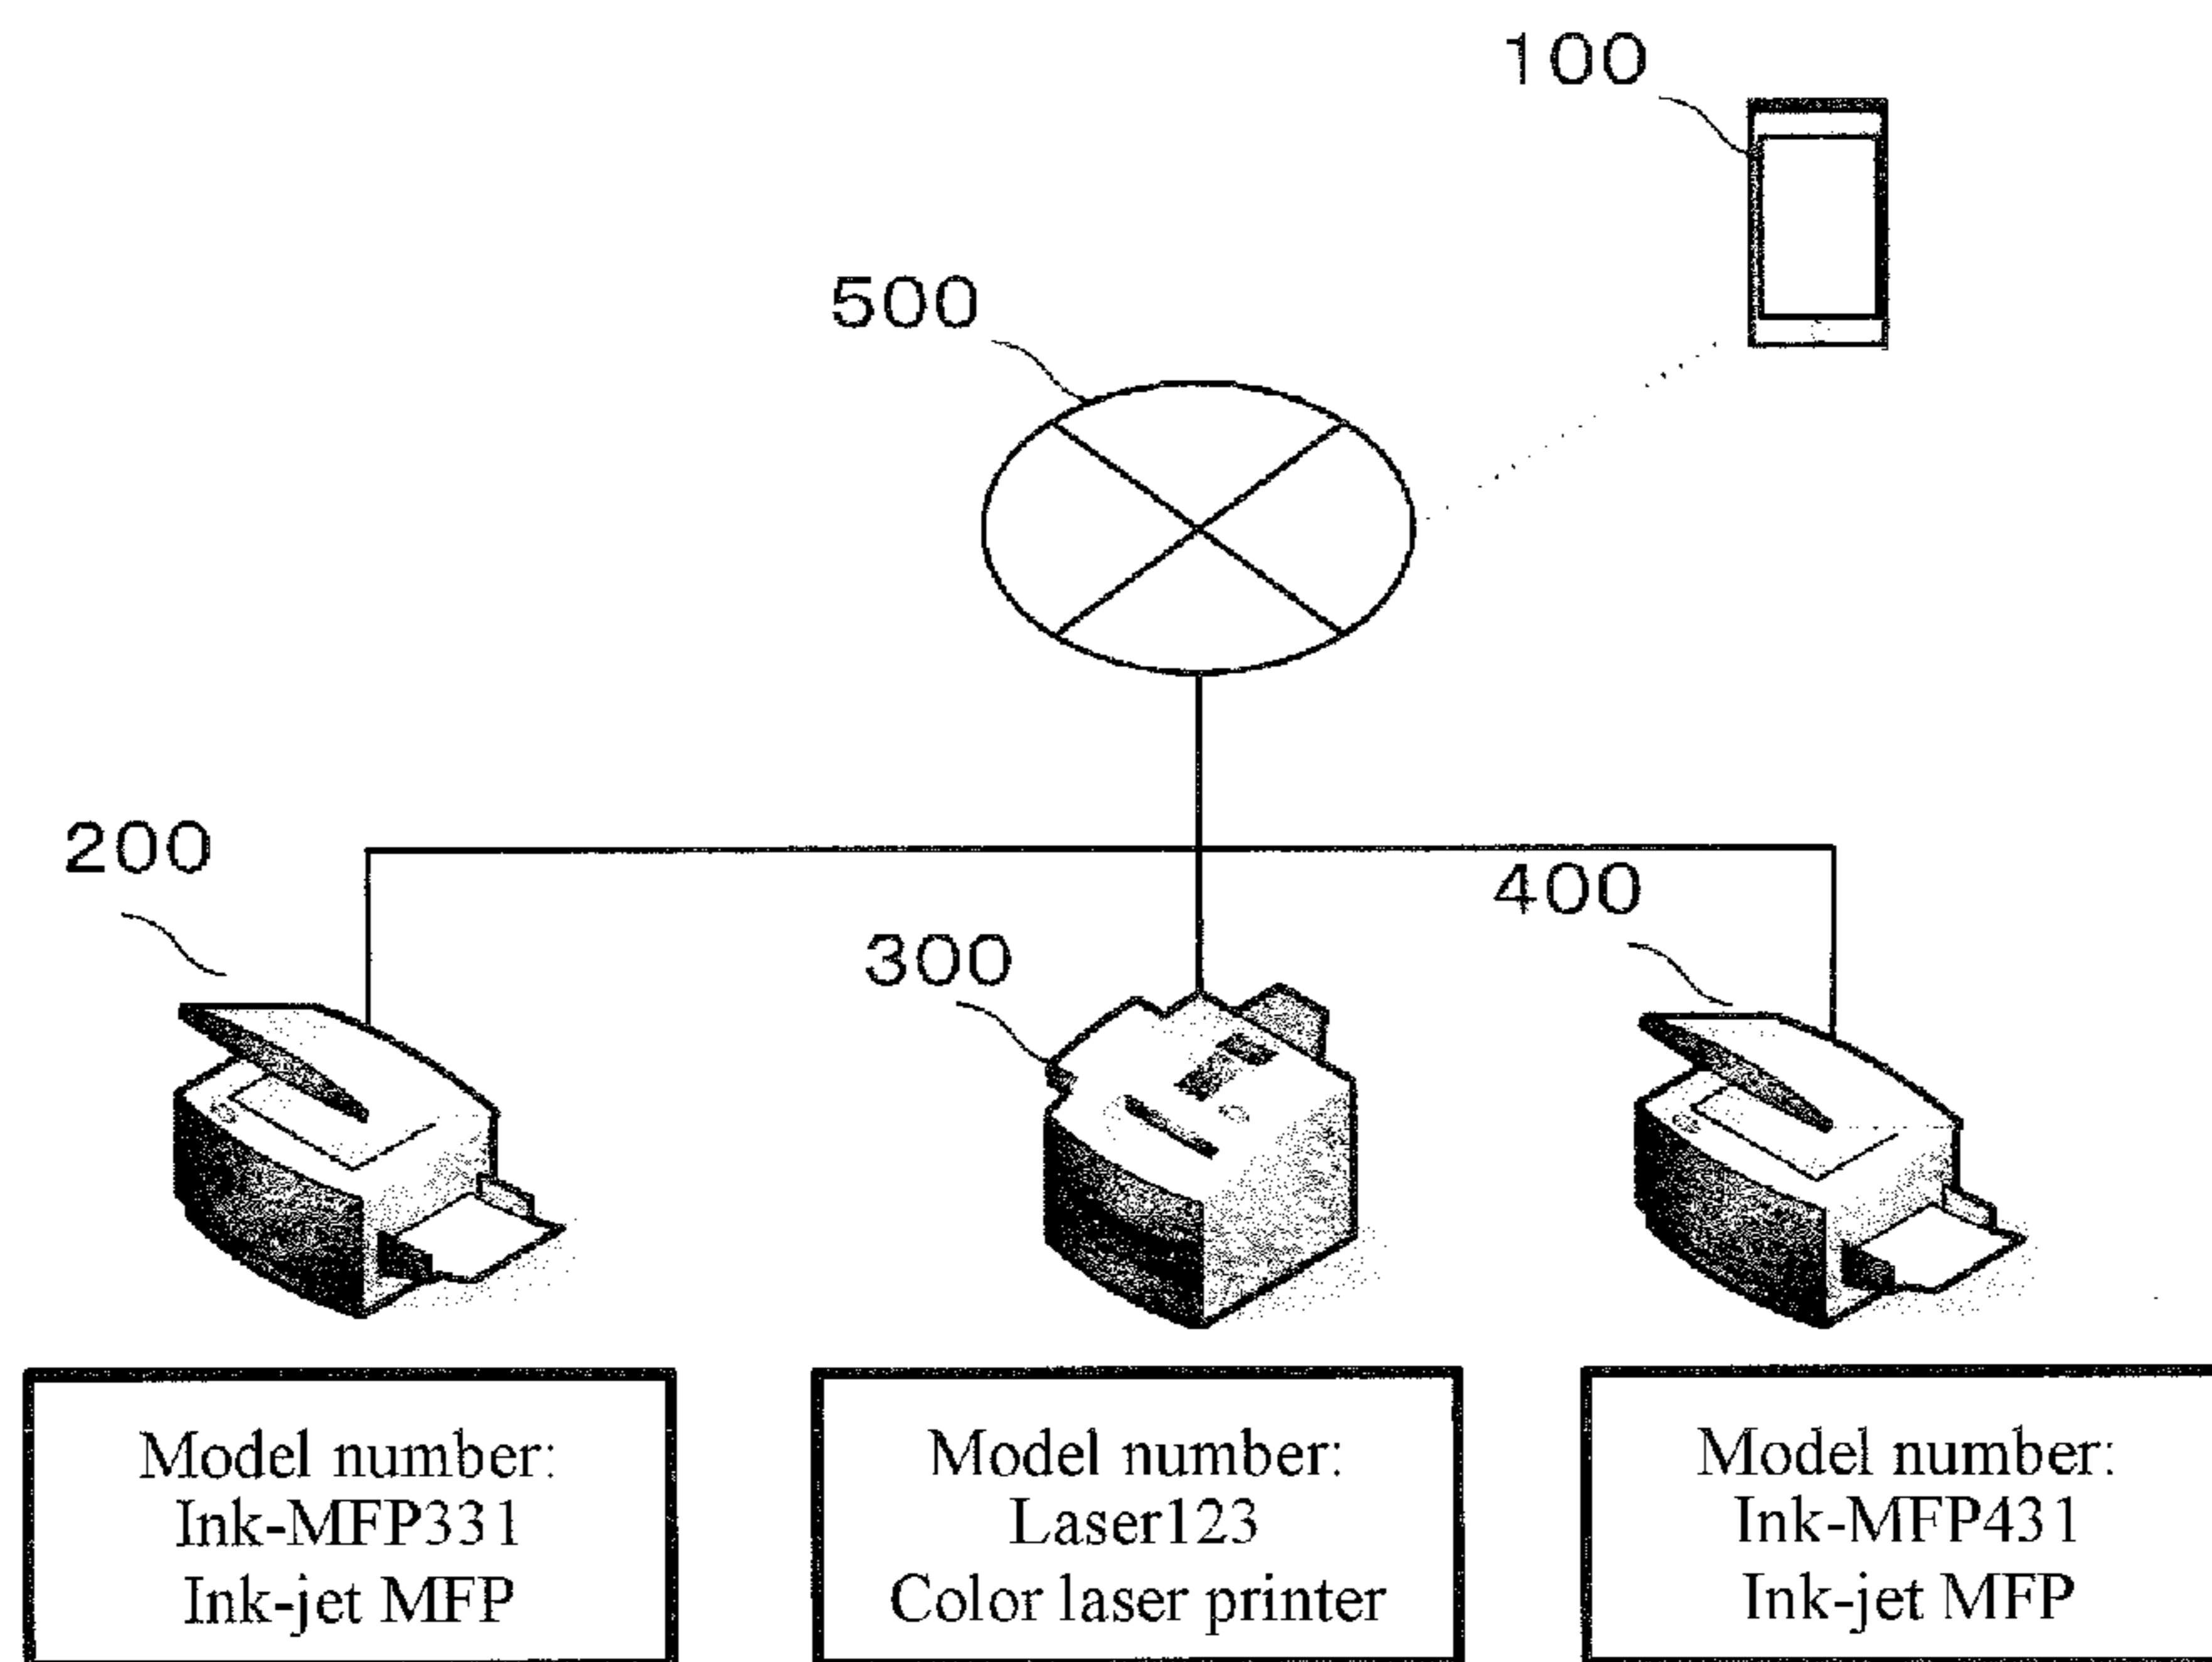 100
500
200
400
300
Model number:
Ink-MFP331
Ink-jet MFP
Model number:
Laser123
Color laser printer
Model number:
Ink-MFP431
Ink-jet MFP